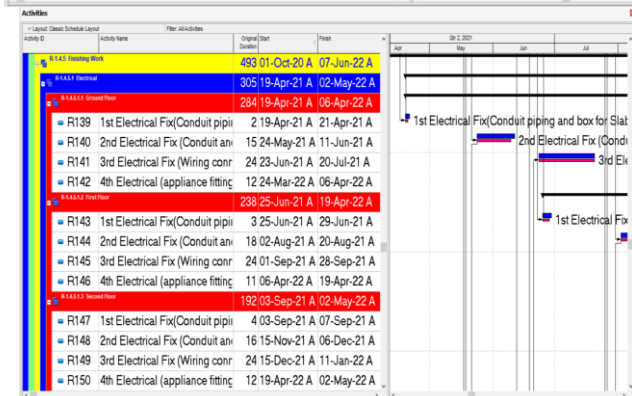 Activities
Layout: Classic Schedule Layout Filter: All Activities
Activity ID Activity Name Original Duration Start Finish Qtr 2, 2021
Apr May Jun Jul
R-1.4.5 Finishing Work 493 01-Oct-20 A 07-Jun-22 A
R-1.4.5.1 Electrical 305 19-Apr-21 A 02-May-22 A
R-1.4.5.1.1 Ground Floor 284 19-Apr-21 A 06-Apr-22 A
R139 1st Electrical Fix(Conduit pipi 2 19-Apr-21 A 21-Apr-21 A 1st Electrical Fix(Conduit piping and box for Slab
R140 2nd Electrical Fix (Conduit an 15 24-May-21 A 11-Jun-21 A 2nd Electrical Fix (Condu
R141 3rd Electrical Fix (Wiring conr 24 23-Jun-21 A 20-Jul-21 A 3rd Ele
R142 4th Electrical (appliance fitting 12 24-Mar-22 A 06-Apr-22 A
R-1.4.5.1.2 First Floor 238 25-Jun-21 A 19-Apr-22 A
R143 1st Electrical Fix(Conduit pipi 3 25-Jun-21 A 29-Jun-21 A 1st Electrical Fix
R144 2nd Electrical Fix (Conduit an 18 02-Aug-21 A 20-Aug-21 A
R145 3rd Electrical Fix (Wiring conr 24 01-Sep-21 A 28-Sep-21 A
R146 4th Electrical (appliance fitting 11 06-Apr-22 A 19-Apr-22 A
R-1.4.5.1.3 Second Floor 192 03-Sep-21 A 02-May-22 A
R147 1st Electrical Fix(Conduit pipi 4 03-Sep-21 A 07-Sep-21 A
R148 2nd Electrical Fix (Conduit an 16 15-Nov-21 A 06-Dec-21 A
R149 3rd Electrical Fix (Wiring conr 24 15-Dec-21 A 11-Jan-22 A
R150 4th Electrical (appliance fitting 12 19-Apr-22 A 02-May-22 A